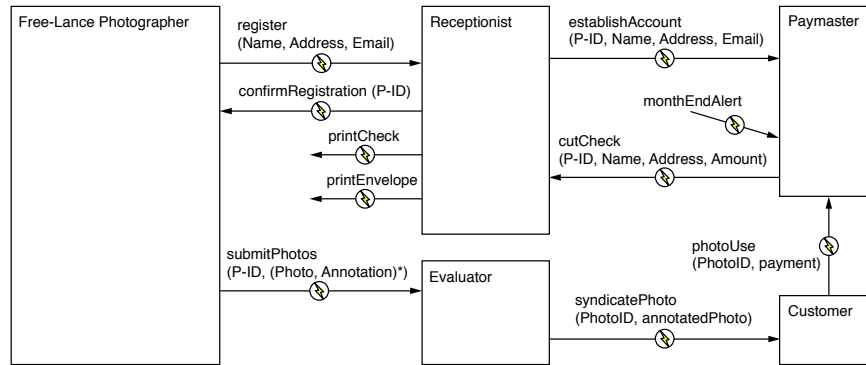 Free-Lance Photographer
register
(Name, Address, Email)
Receptionist
establishAccount
(P-ID, Name, Address, Email)
Paymaster
confirmRegistration (P-ID)
monthEndAlert
printCheck
cutCheck
(P-ID, Name, Address, Amount)
printEnvelope
submitPhotos
(P-ID, (Photo, Annotation)*)
Evaluator
photoUse
(PhotoID, payment)
syndicatePhoto
(PhotoID, annotatedPhoto)
Customer